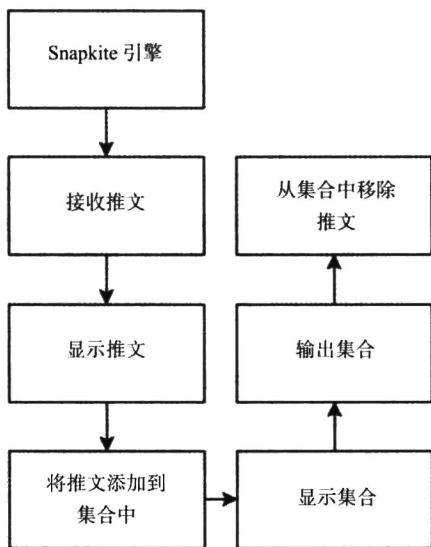 Snapkite 引擎
接收推文
显示推文
将推文添加到
集合中
显示集合
输出集合
从集合中移除
推文